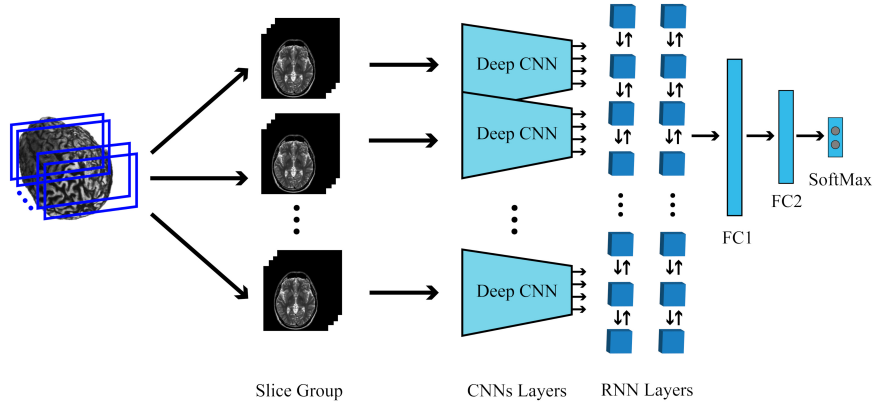 Deep CNN
Deep CNN
SoftMax
FC2
FC1
Deep CNN
Slice Group
CNNs Layers
RNN Layers